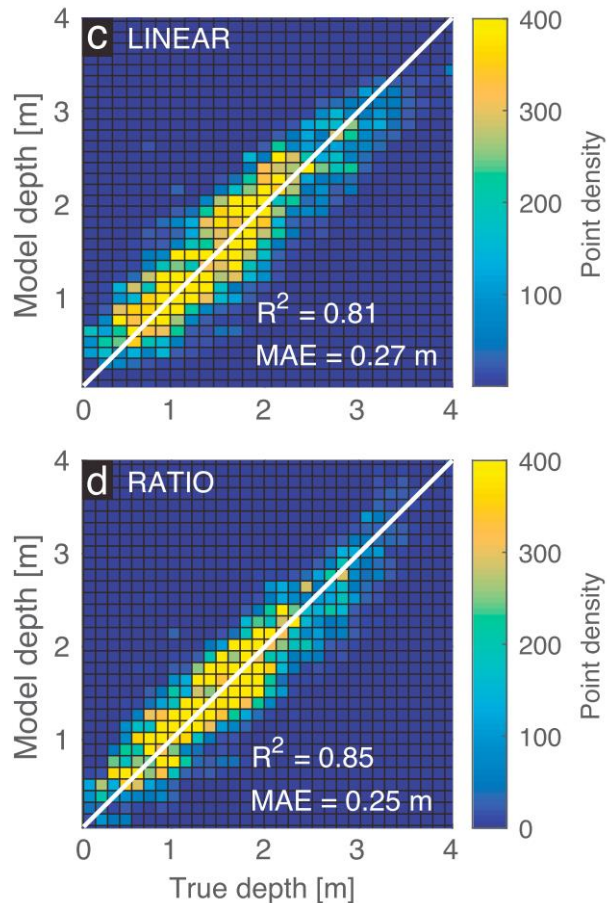 c LINEAR
4
3
2
1
0 1 2 3 4
Model depth [m]
R² = 0.81
MAE = 0.27 m
400
300
200
100
Point density
d RATIO
4
3
2
1
0 1 2 3 4
Model depth [m]
True depth [m]
R² = 0.85
MAE = 0.25 m
400
300
200
100
0
Point density